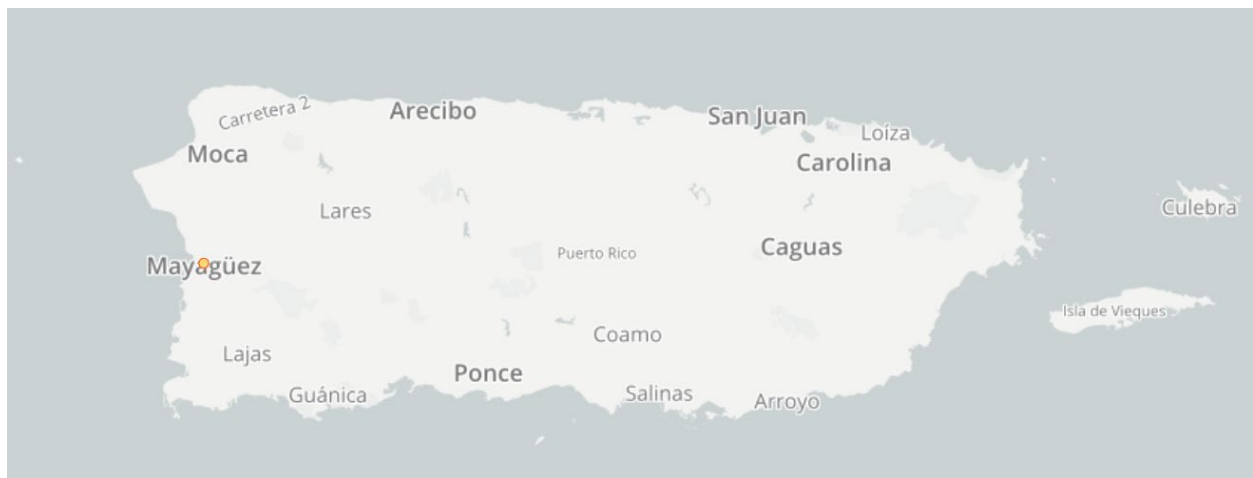 Carretera 2
Arecibo
San Juan
Loíza
Moca
Carolina
Lares
Culebra
Mayagüez
Puerto Rico
Caguas
Isla de Vieques
Coamo
Lajas
Ponce
Guánica
Salinas
Arroyo